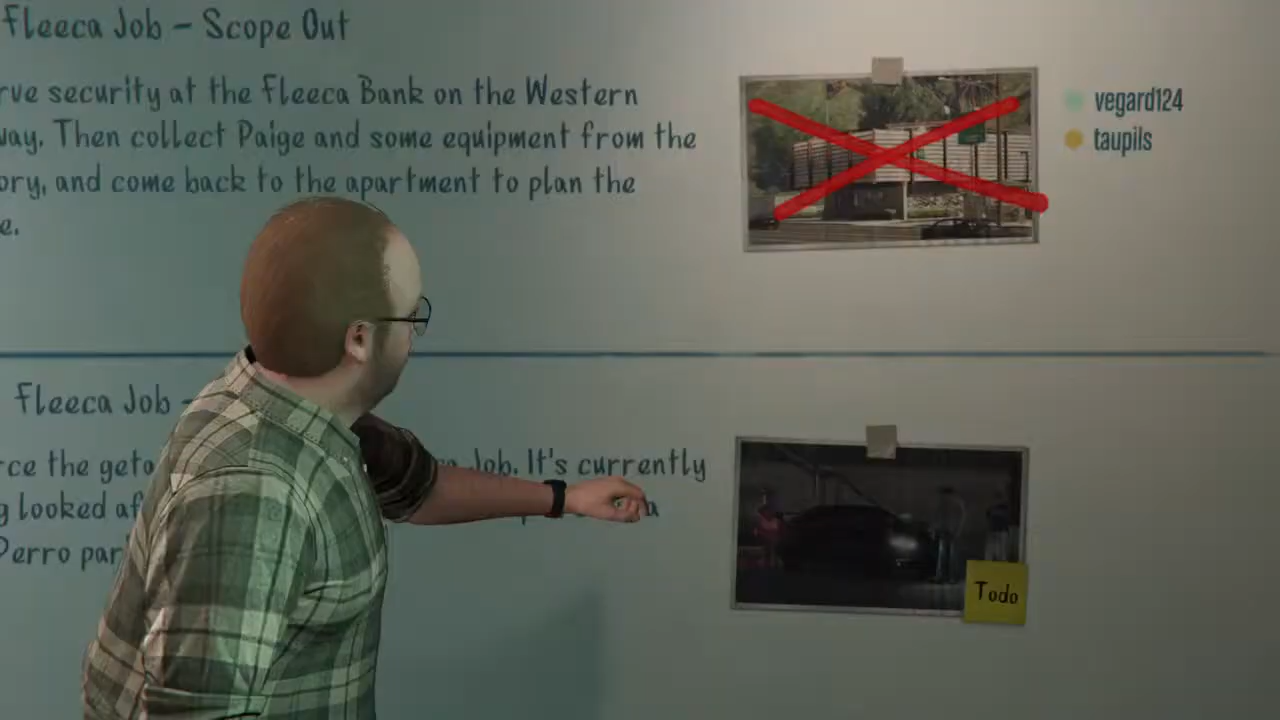 Fleeca Job – Scope Out
rve security at the Fleeca Bank on the Western
way. Then collect Paige and some equipment from the
ory, and come back to the apartment to plan the
e.
vegard124
taupils
Fleeca Job -
rce the geta Job. It's currently
g looked af a
Perro par
Todo